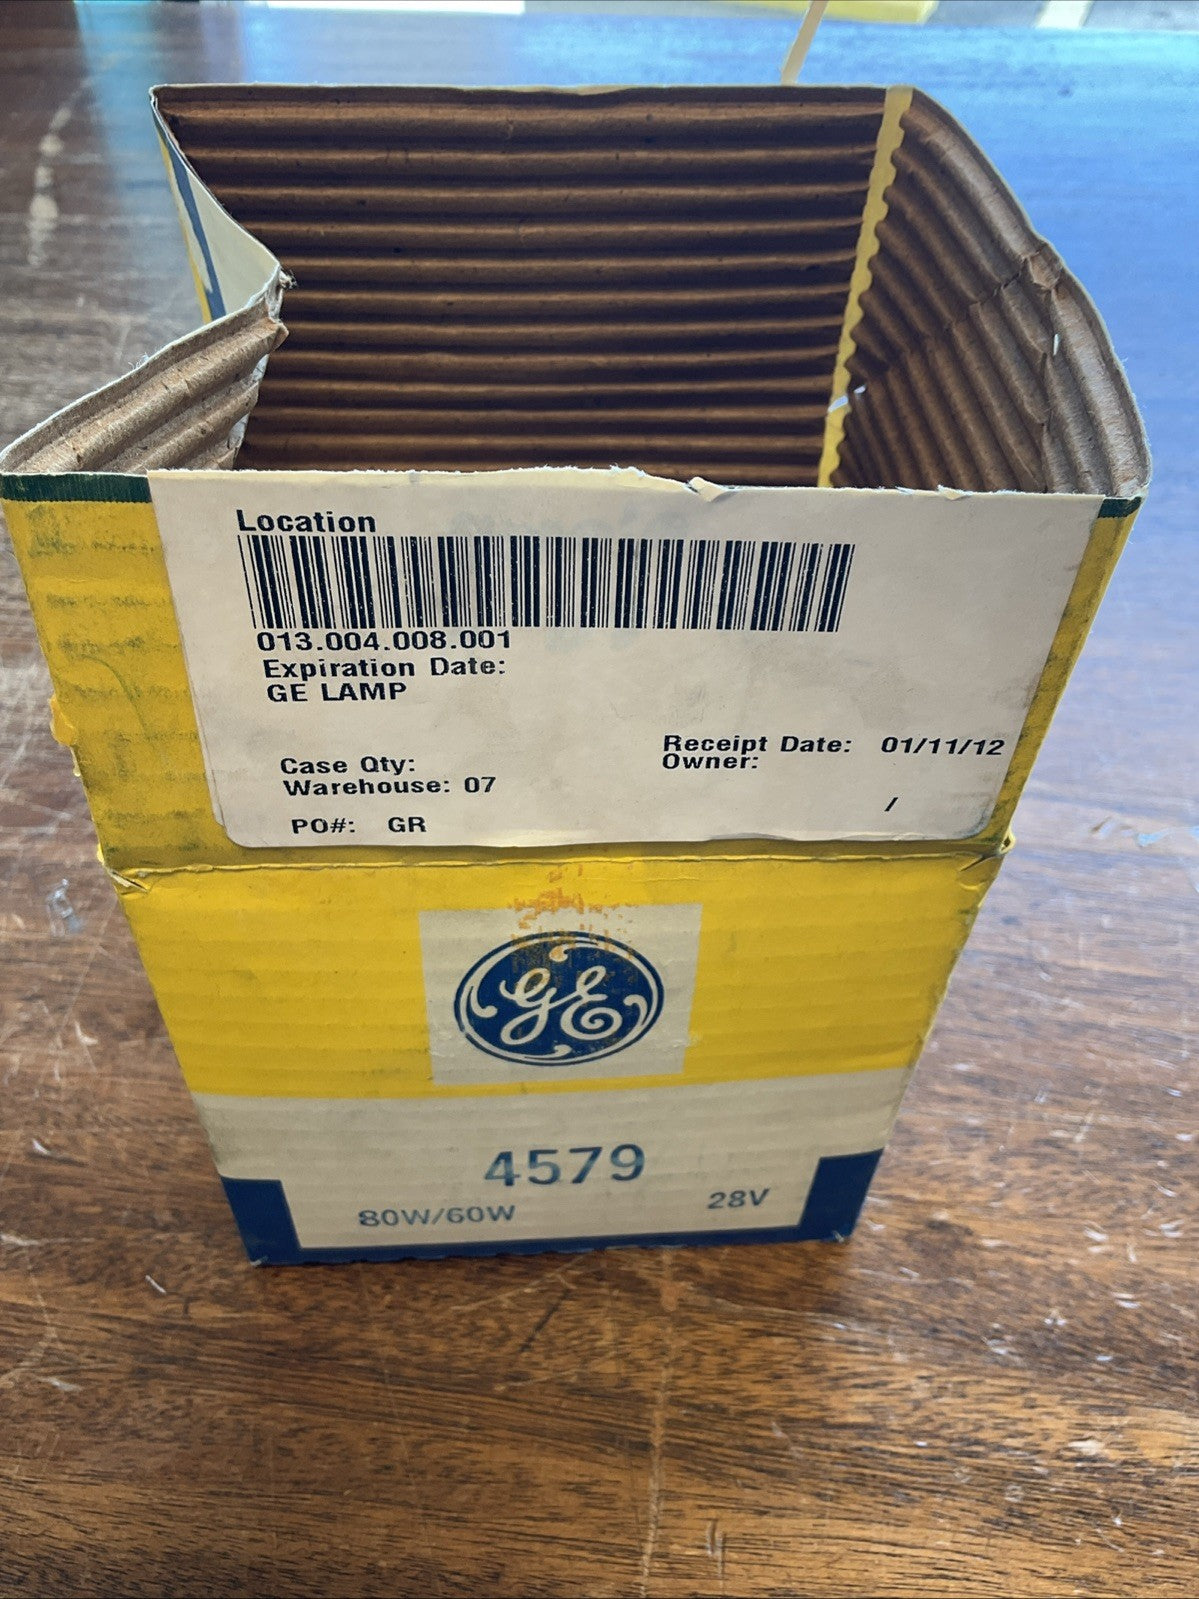 Location
013.004.008.001
Expiration Date:
GE LAMP
Receipt Date: 01/11/12
Case Qty:
Owner:
Warehouse: 07
/
PO#: GR
GE
4579
80W/60W 28V